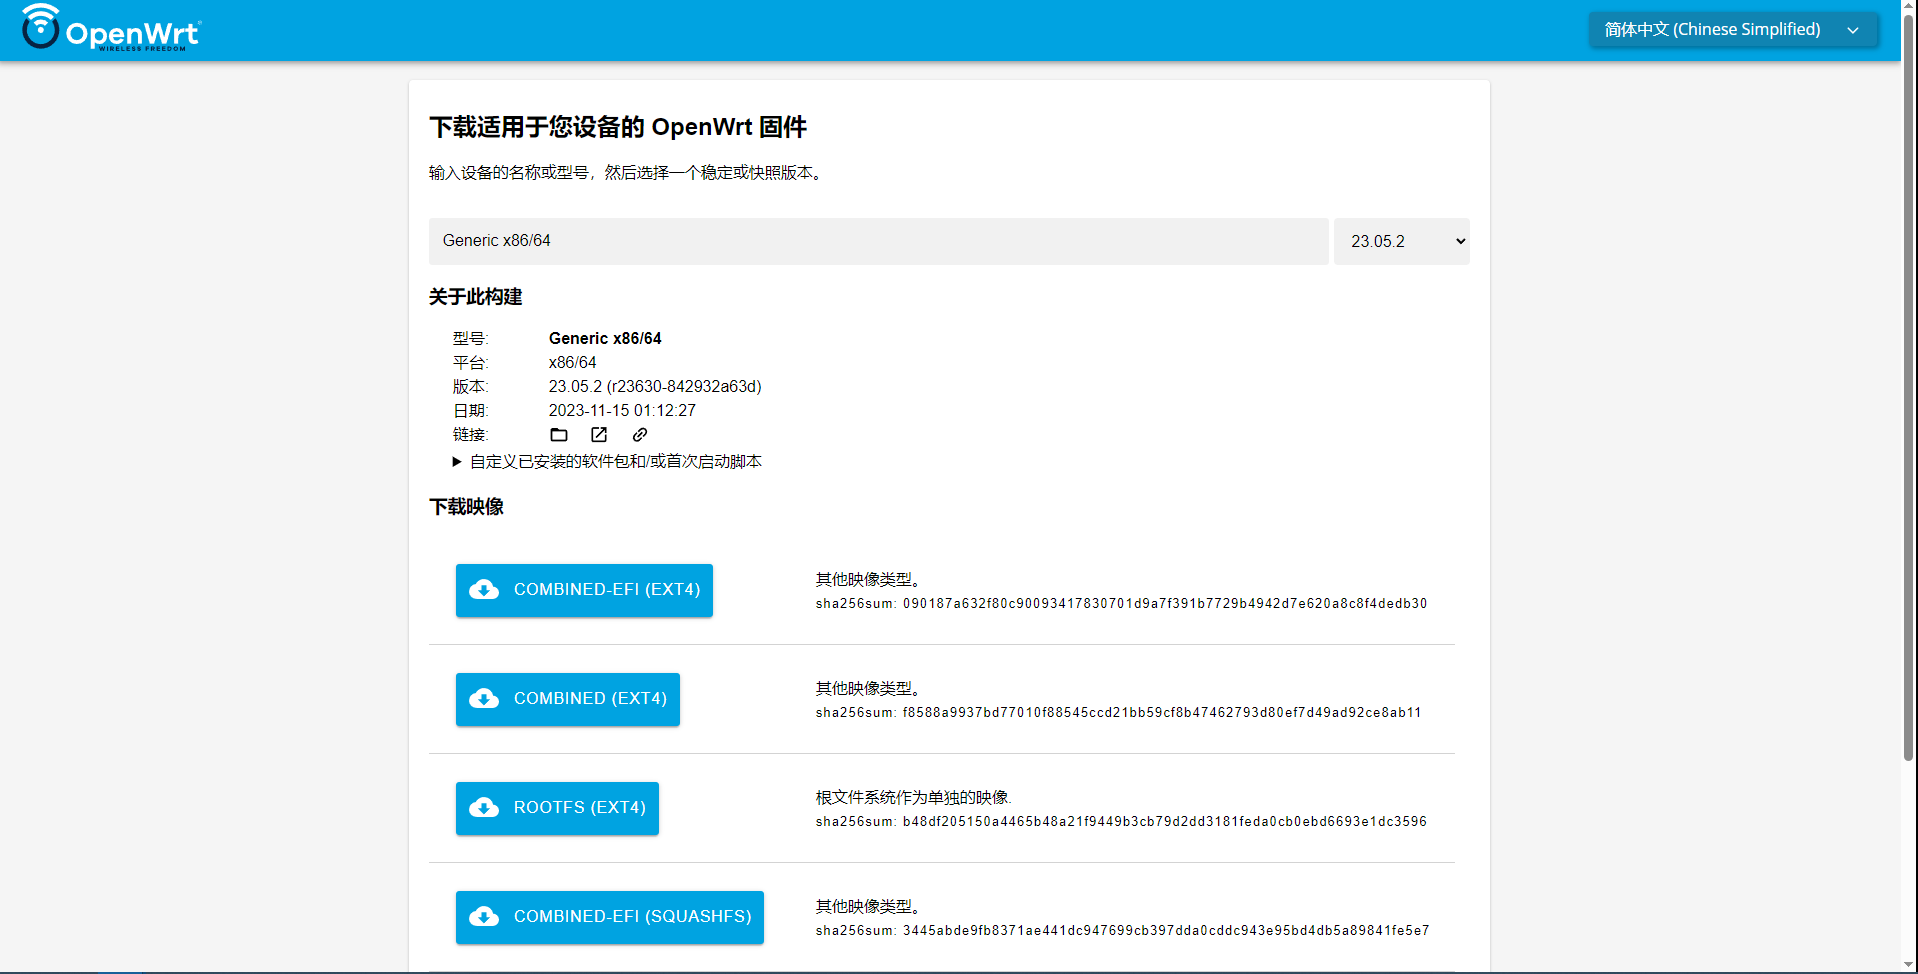 OpenWrt
WIRELESS FREEDOM
简体中文 (Chinese Simplified)
下载适用于您设备的 OpenWrt 固件
输入设备的名称或型号，然后选择一个稳定或快照版本。
Generic x86/64
23.05.2
关于此构建
型号: Generic x86/64
平台: x86/64
版本: 23.05.2 (r23630-842932a63d)
日期: 2023-11-15 01:12:27
链接:
自定义已安装的软件包和/或首次启动脚本
下载映像
COMBINED-EFI (EXT4)
其他映像类型。
sha256sum: 090187a632f80c90093417830701d9a7f391b7729b4942d7e620a8c8f4dedb30
COMBINED (EXT4)
其他映像类型。
sha256sum: f8588a9937bd77010f88545ccd21bb59cf8b47462793d80ef7d49ad92ce8ab11
ROOTFS (EXT4)
根文件系统作为单独的映像.
sha256sum: b48df205150a4465b48a21f9449b3cb79d2dd3181feda0cb0ebd6693e1dc3596
COMBINED-EFI (SQUASHFS)
其他映像类型。
sha256sum: 3445abde9fb8371ae441dc947699cb397dda0cddc943e95bd4db5a89841fe5e7